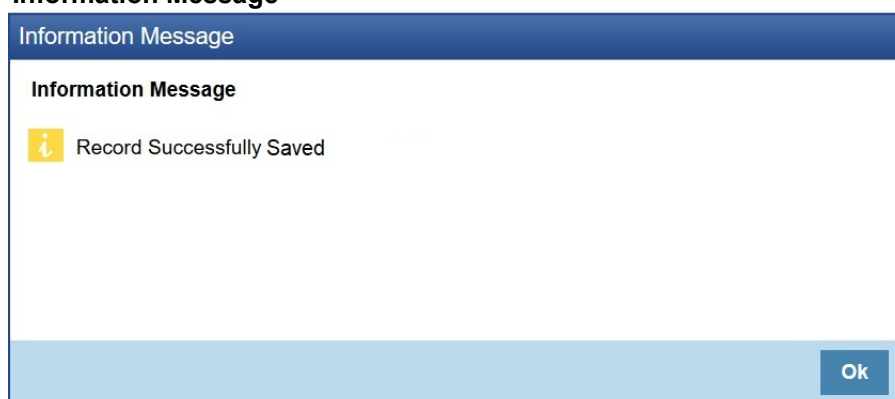 Information Message
Information Message
Information Message
i Record Successfully Saved
Ok